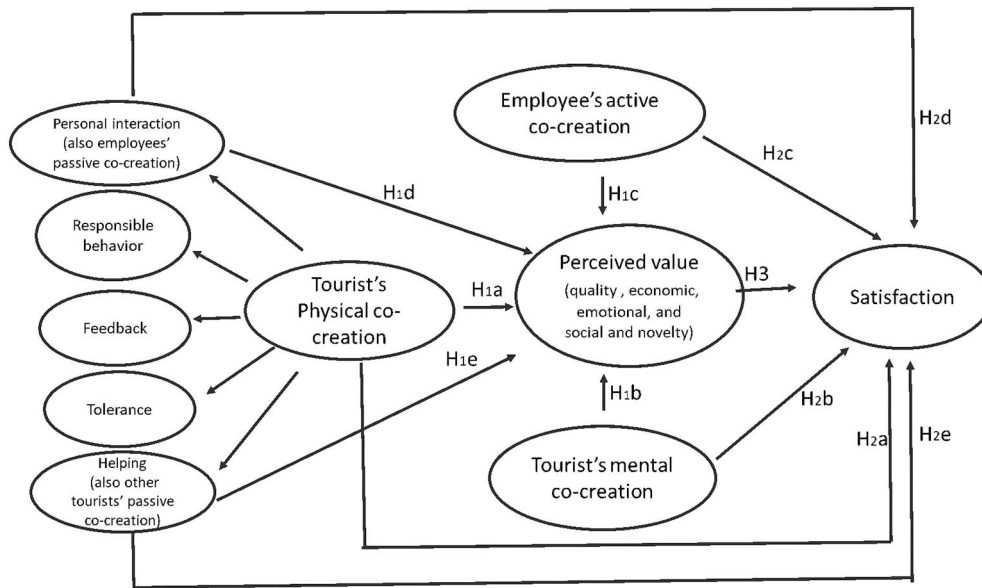 Personal interaction
(also employees'
passive co-creation)
Responsible
behavior
Feedback
Tolerance
Helping
(also other
tourists' passive
co-creation)
Tourist's
Physical co-
creation
Employee's active
co-creation
Perceived value
(quality , economic,
emotional, and
social and novelty)
Tourist's mental
co-creation
Satisfaction
H1d
H1a
H1e
H1c
H1b
H3
H2c
H2d
H2b
H2a
H2e